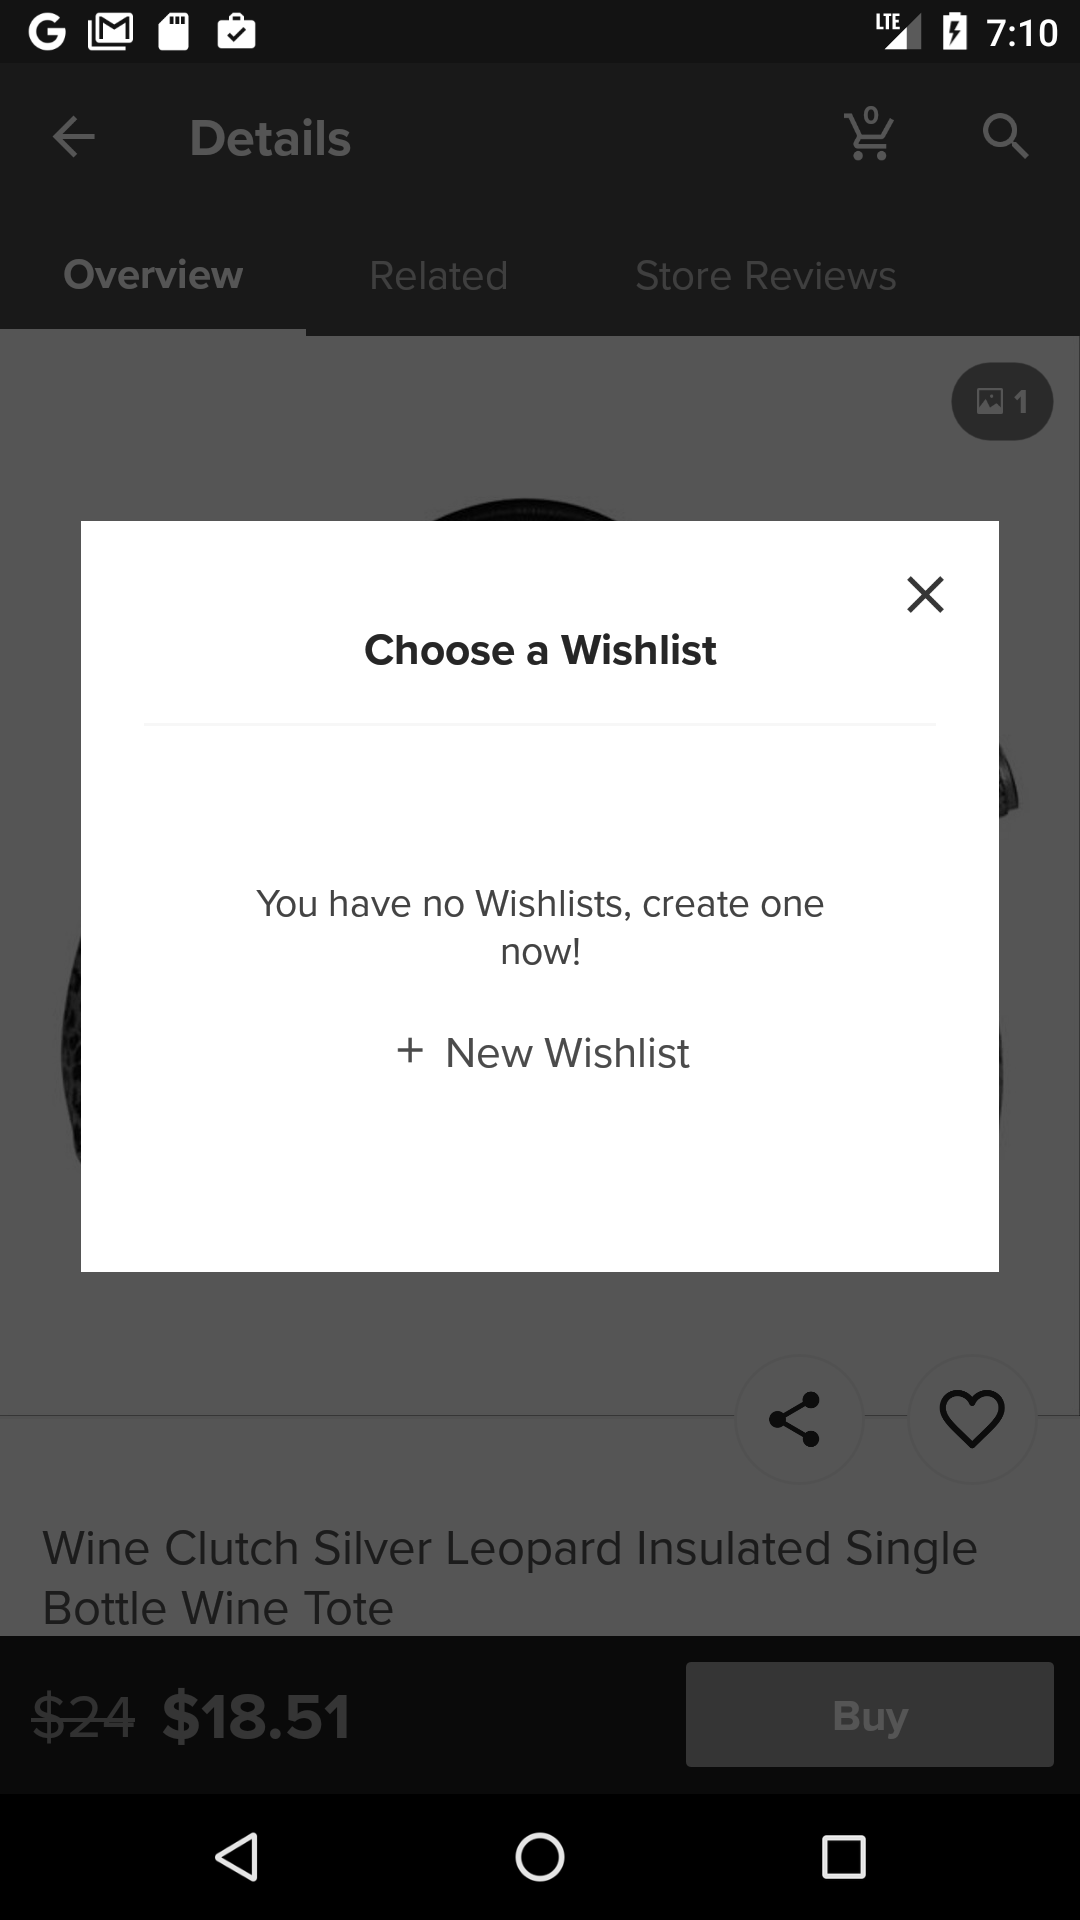 LTE 7:10
Details 0
Overview Related Store Reviews
1
Choose a Wishlist
You have no Wishlists, create one
now!
+ New Wishlist
Wine Clutch Silver Leopard Insulated Single
Bottle Wine Tote
$24 $18.51 Buy